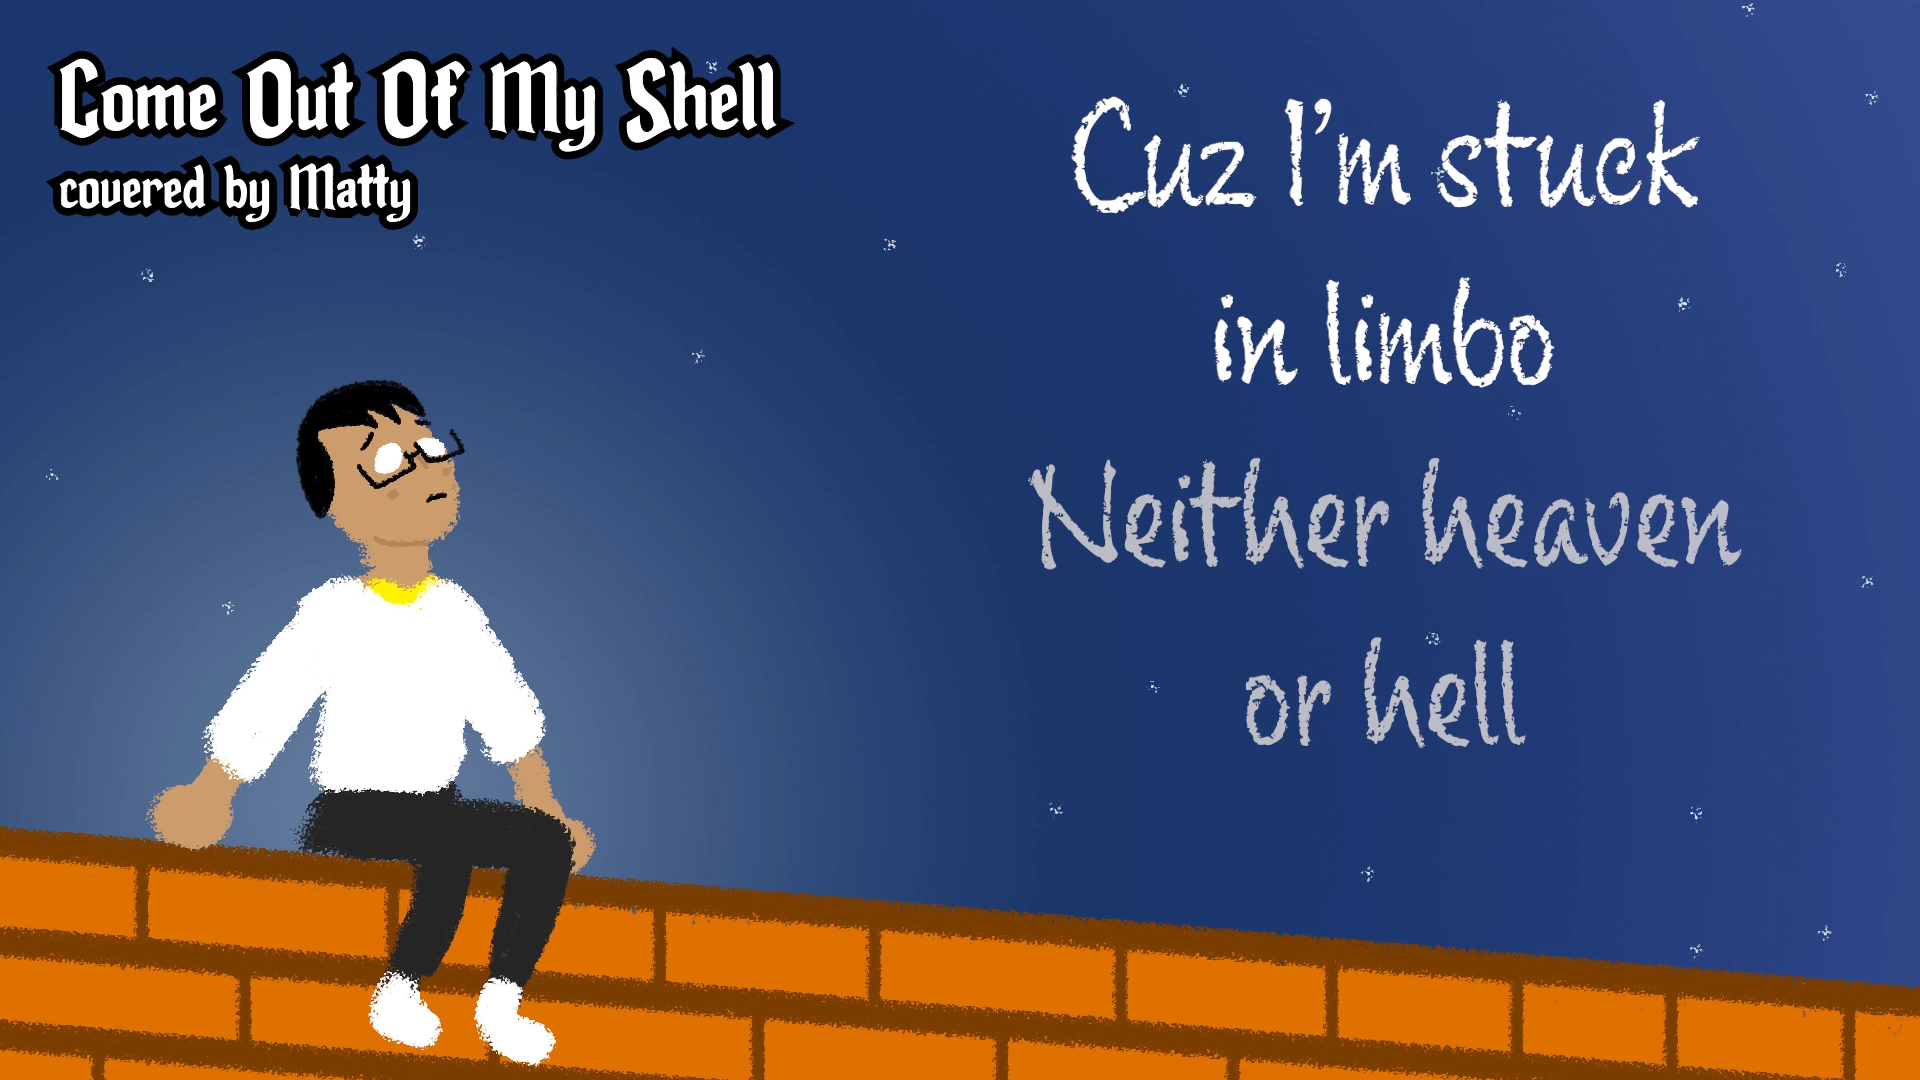 Come Out Of My Shell
covered by Matty
Cuz I'm stuck
in limbo
Neither heaven
or hell